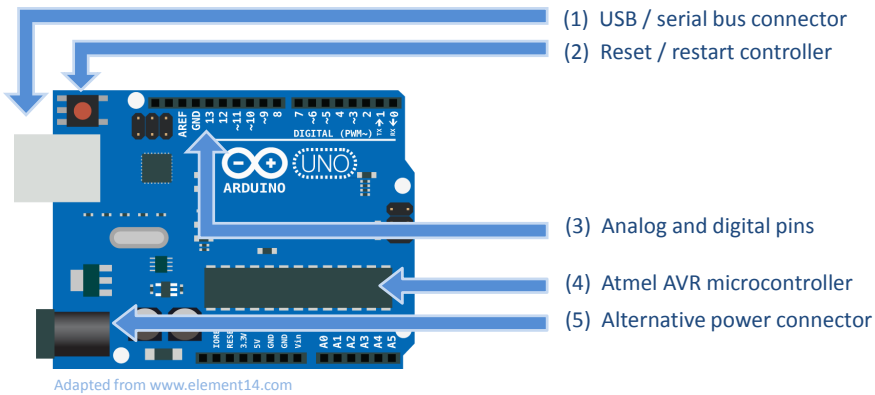 (1) USB / serial bus connector
(2) Reset / restart controller
AREF
GND
13
12
~11
~10
~9
8
7
~6
~5
4
~3
2
TX→1
RX←0
DIGITAL (PWM~)
UNO
ARDUINO
(3) Analog and digital pins
(4) Atmel AVR microcontroller
(5) Alternative power connector
IOREF
RESET
3.3V
5V
GND
GND
Vin
A0
A1
A2
A3
A4
A5
Adapted from www.element14.com